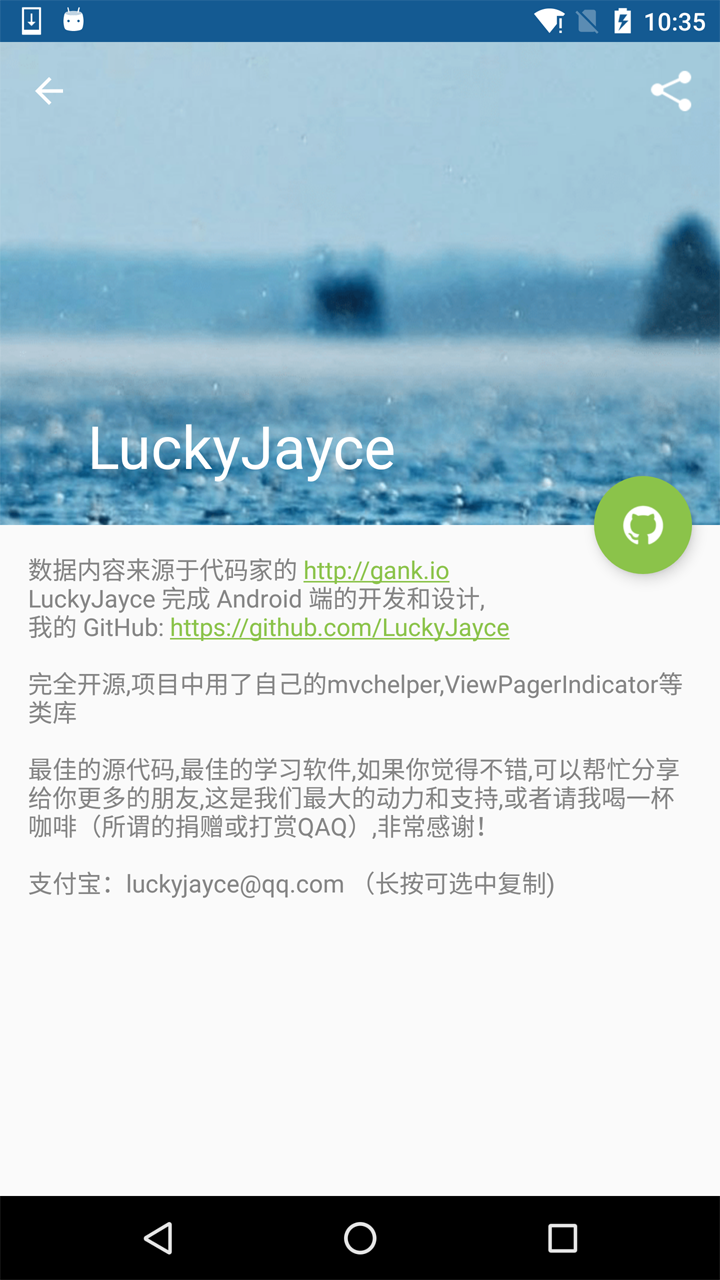 10:35
LuckyJayce
数据内容来源于代码家的 http://gank.io
LuckyJayce 完成 Android 端的开发和设计,
我的 GitHub: https://github.com/LuckyJayce
完全开源,项目中用了自己的mvchelper,ViewPagerIndicator等
类库
最佳的源代码,最佳的学习软件,如果你觉得不错,可以帮忙分享
给你更多的朋友,这是我们最大的动力和支持,或者请我喝一杯
咖啡（所谓的捐赠或打赏QAQ）,非常感谢！
支付宝：luckyjayce@qq.com （长按可选中复制)